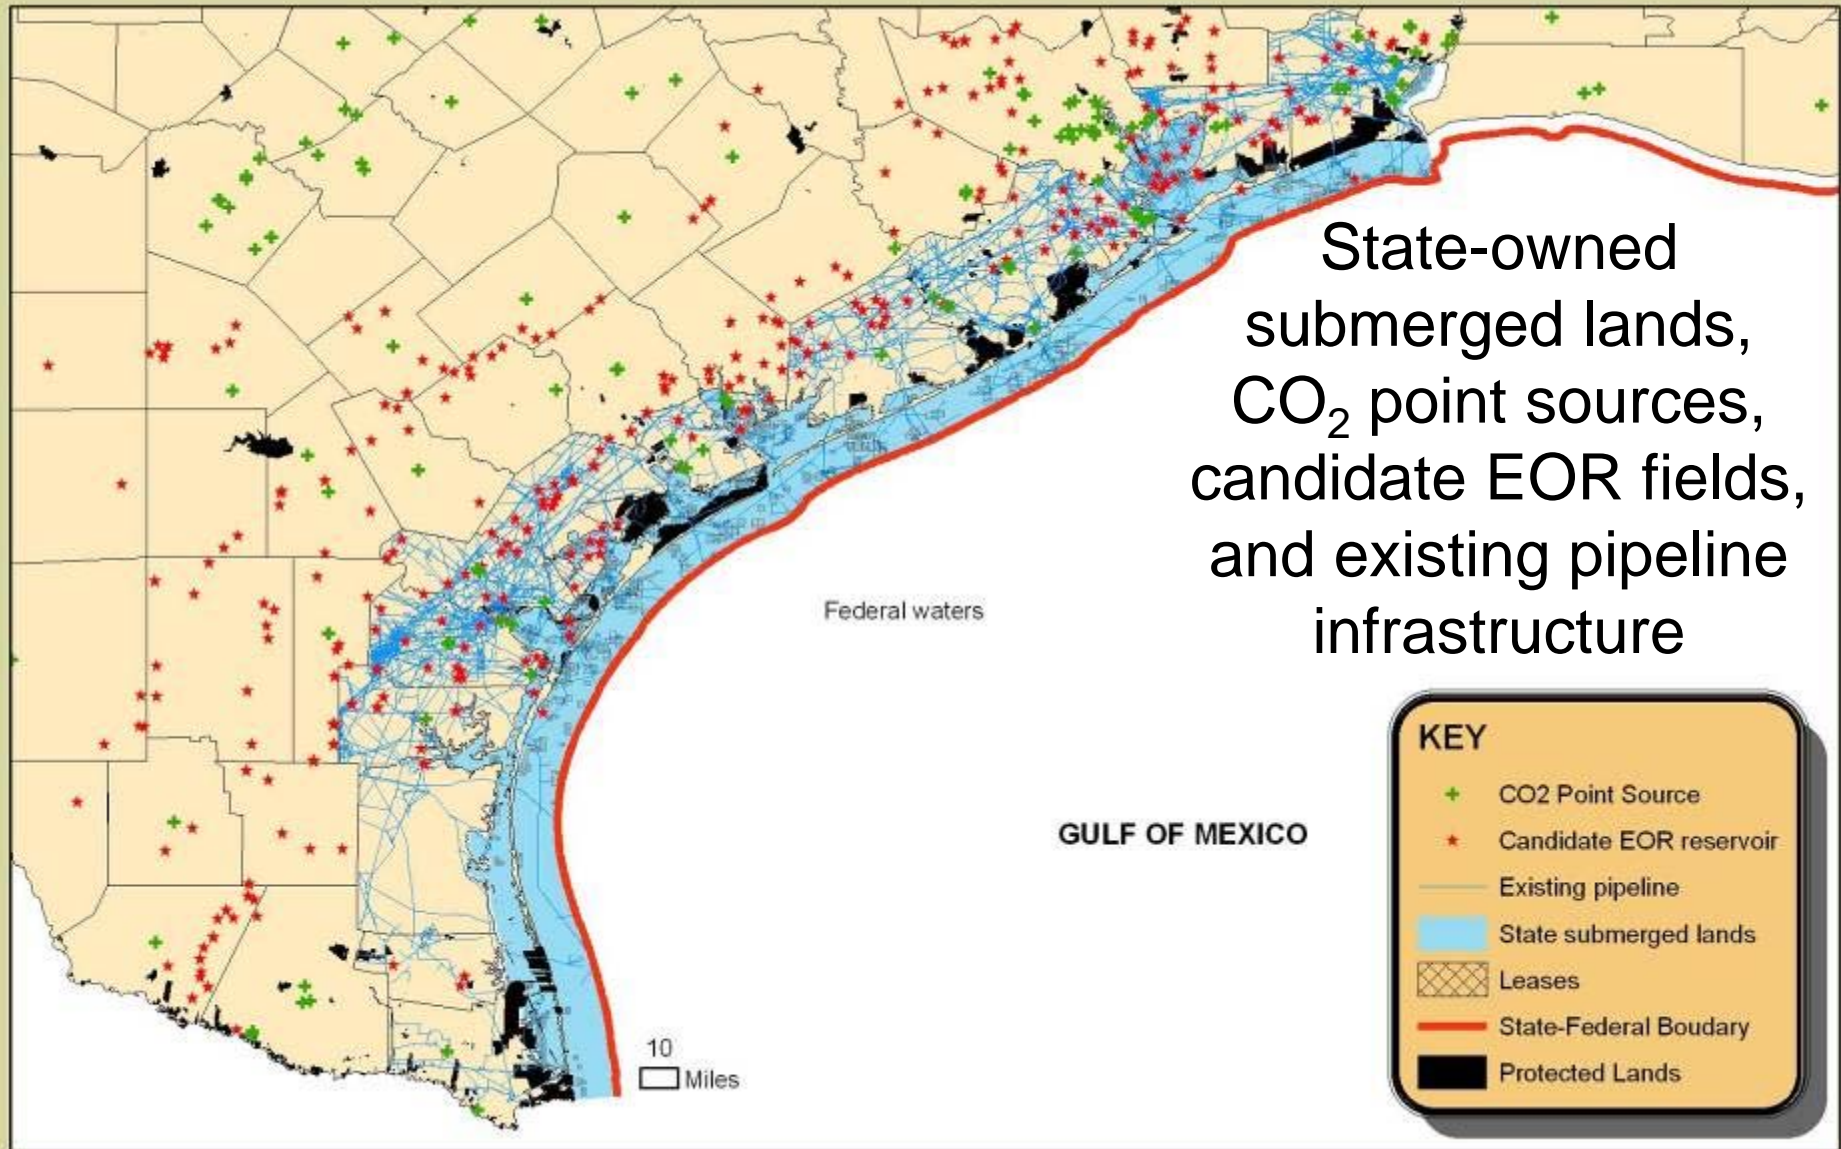 State-owned
submerged lands,
CO₂ point sources,
candidate EOR fields,
and existing pipeline
infrastructure
Federal waters
GULF OF MEXICO
10
Miles
KEY
CO2 Point Source
Candidate EOR reservoir
Existing pipeline
State submerged lands
Leases
State-Federal Boudary
Protected Lands